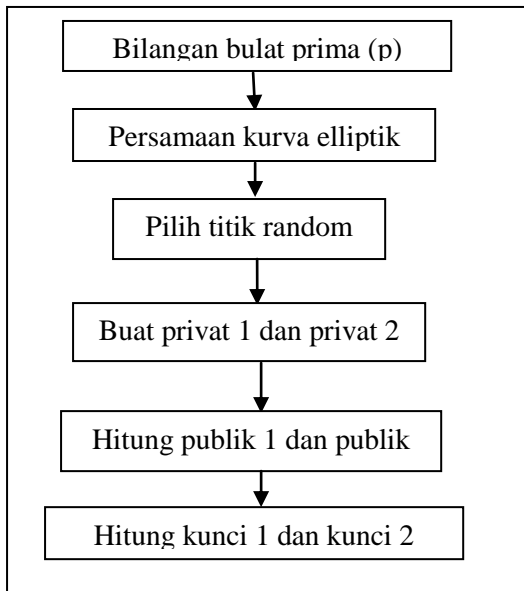 Bilangan bulat prima (p)
Persamaan kurva elliptik
Pilih titik random
Buat privat 1 dan privat 2
Hitung publik 1 dan publik
Hitung kunci 1 dan kunci 2